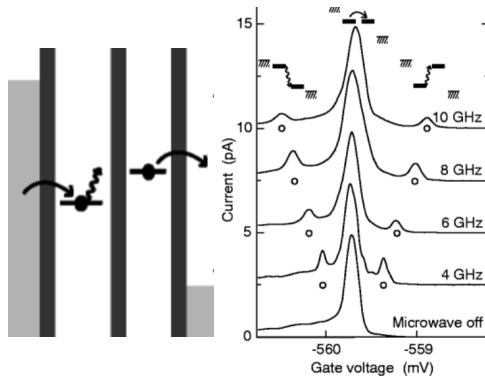 15
10
5
0
Current (pA)
10 GHz
8 GHz
6 GHz
4 GHz
Microwave off
-560
-559
Gate voltage (mV)